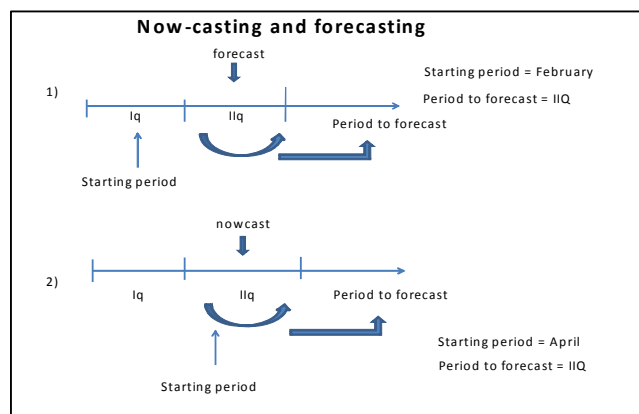 Now-casting and forecasting
forecast
Starting period = February
1)
Period to forecast = IIQ
Iq
IIq
Period to forecast
Starting period
nowcast
2)
Iq
IIq
Period to forecast
Starting period = April
Period to forecast = IIQ
Starting period